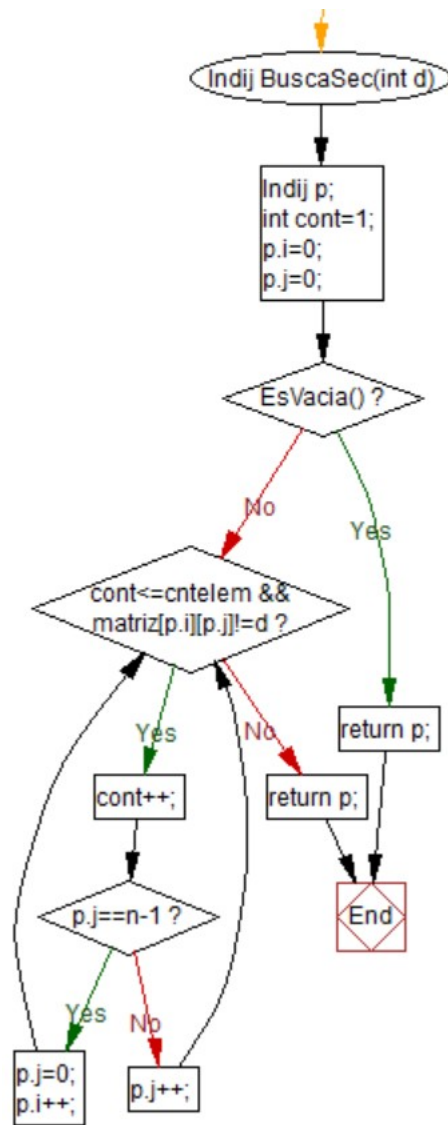 Indij BuscaSec(int d)
Indij p;
int cont=1;
p.i=0;
p.j=0;
EsVacia() ?
No
Yes
cont<=cntelem &&
matriz[p.i][p.j]!=d ?
Yes
No
return p;
cont++;
return p;
p.j==n-1 ?
End
Yes
No
p.j=0;
p.i++;
p.j++;